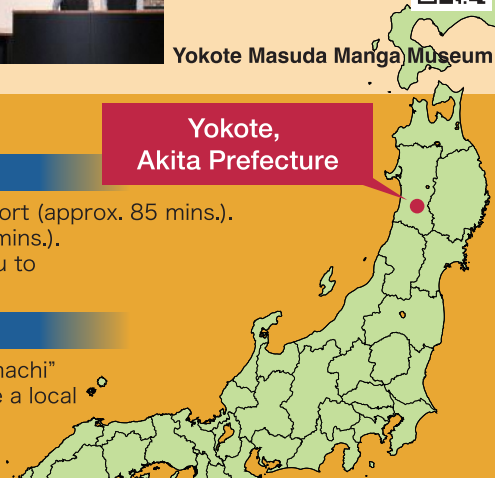 Yokote Masuda Manga Museum
Yokote,
Akita Prefecture
ort (approx. 85 mins.).
mins.).
u to
machi”
e a local